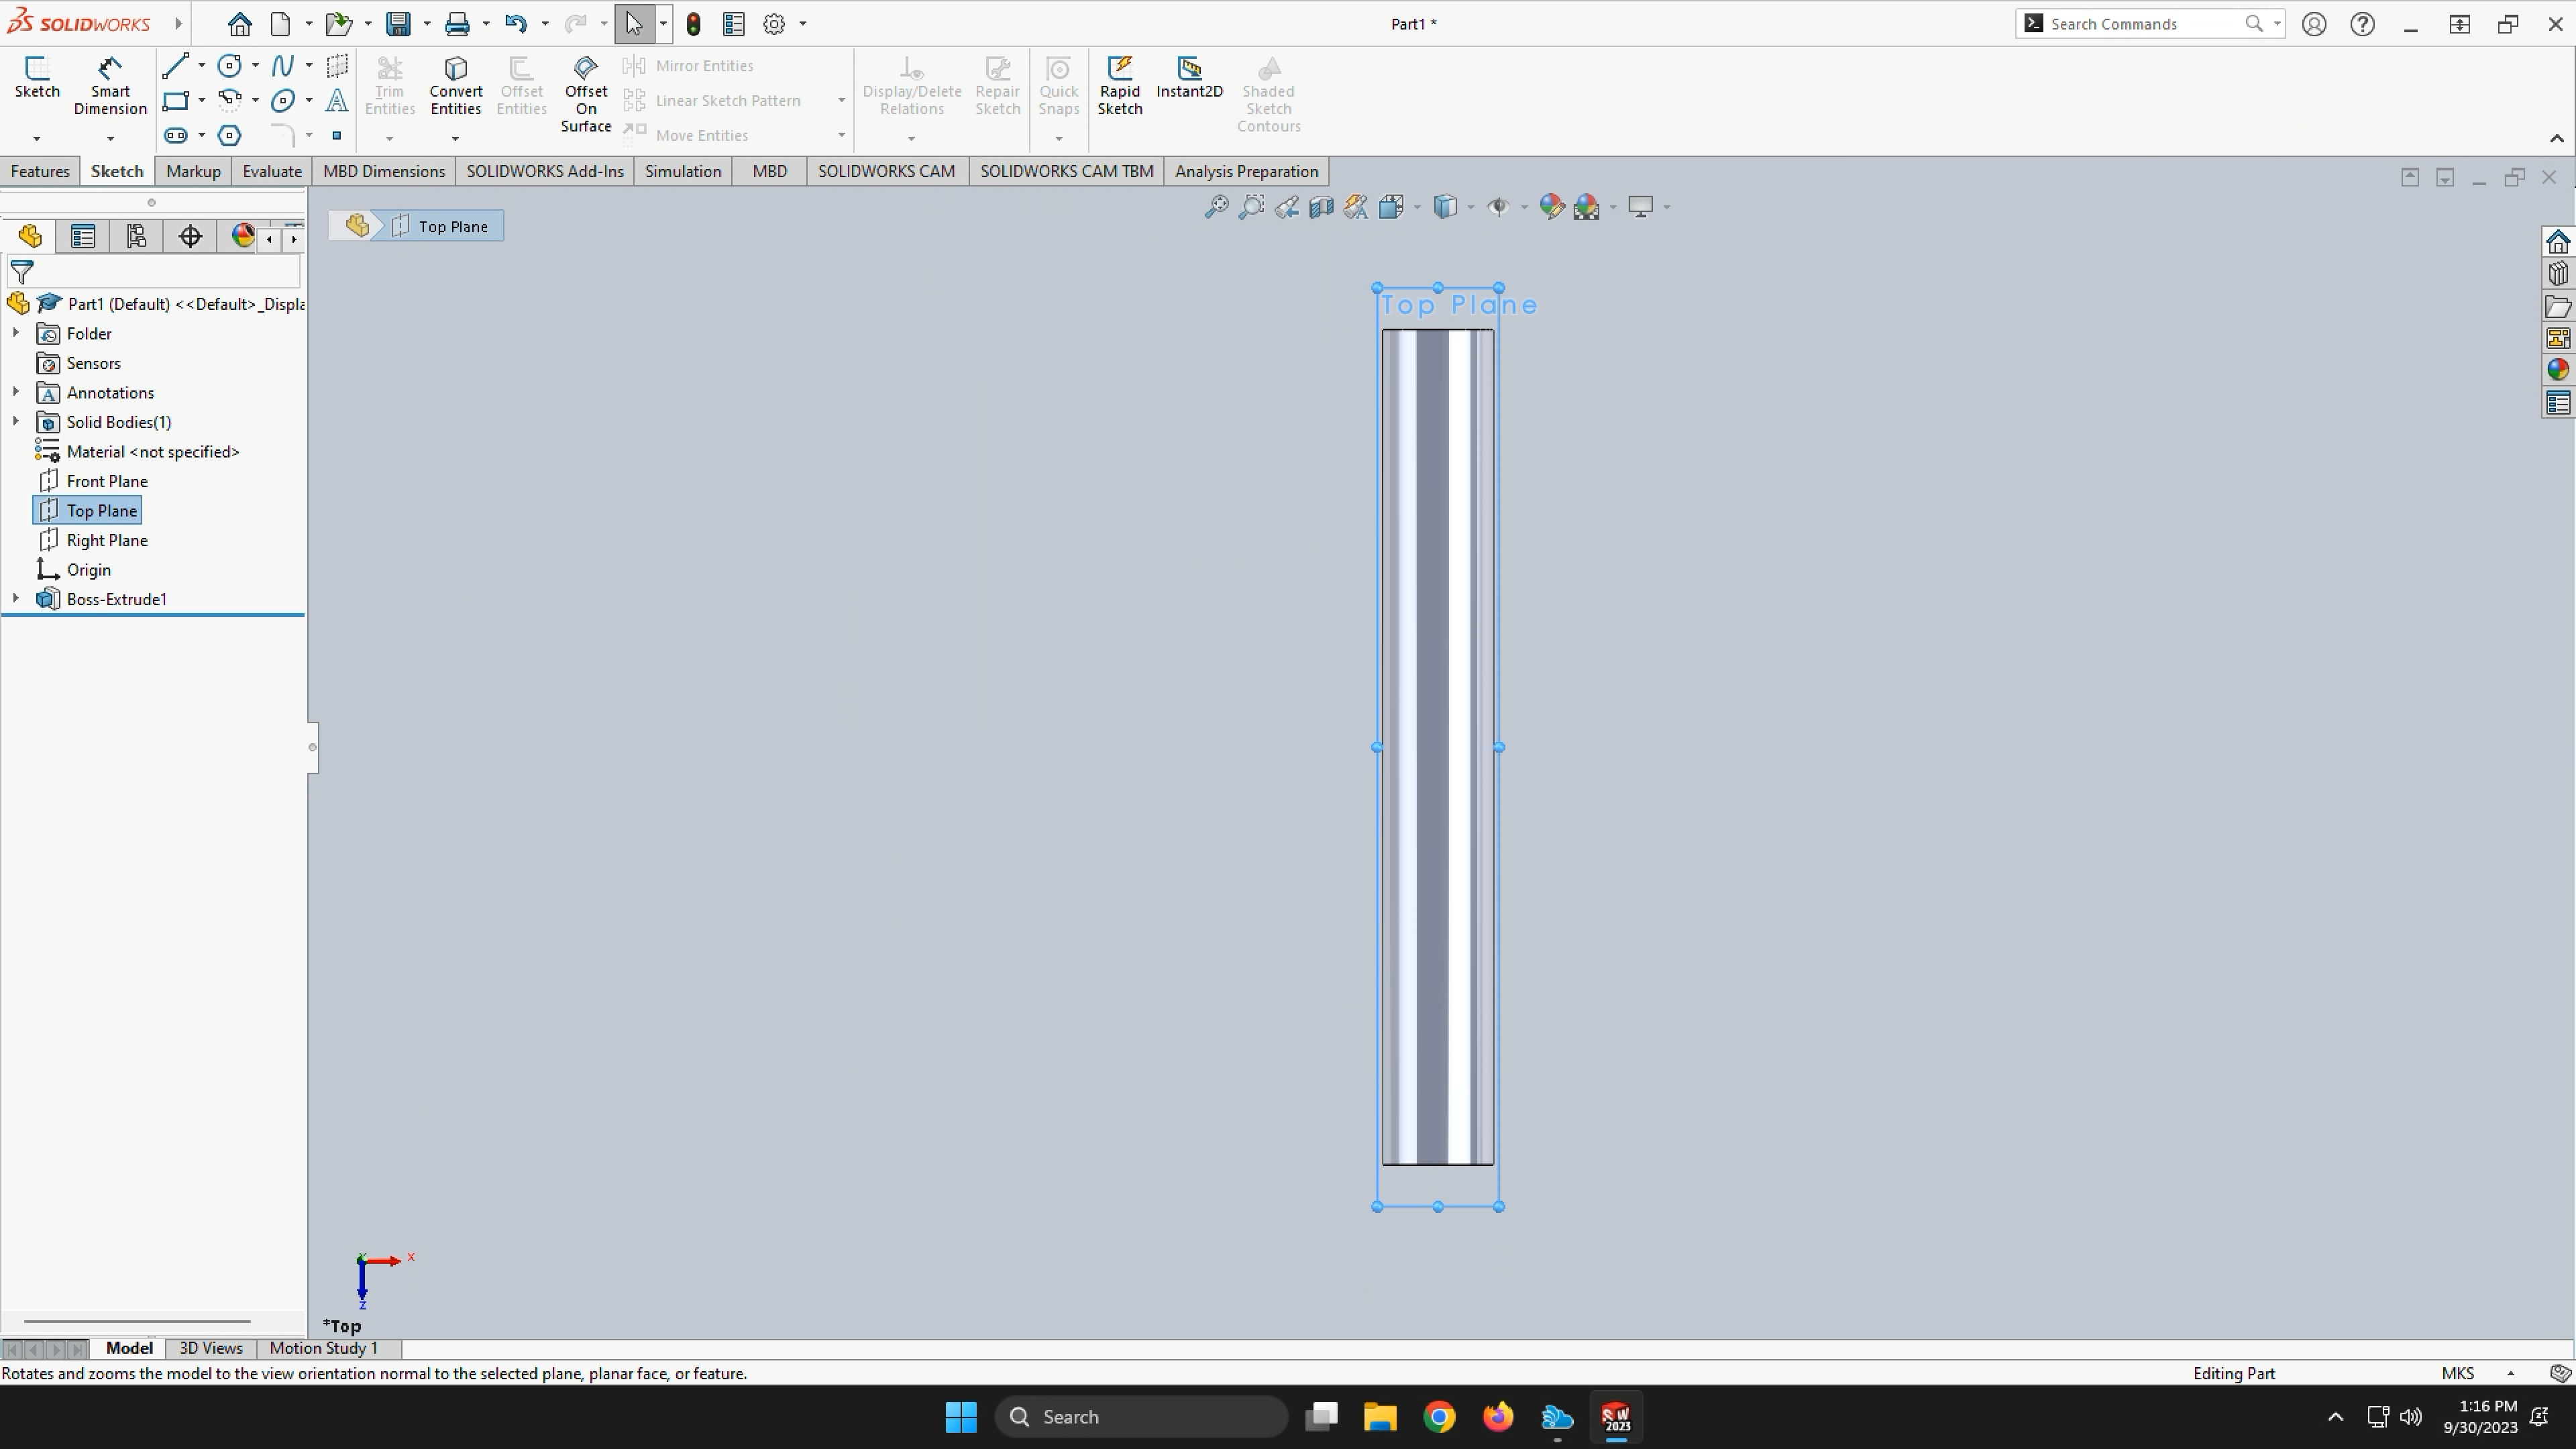 SOLIDWORKS
Part1 *
Search Commands
Sketch
Smart Dimension
Trim Entities
Convert Entities
Offset Entities
Offset On Surface
Mirror Entities
Linear Sketch Pattern
Move Entities
Display/Delete Relations
Repair Sketch
Quick Snaps
Rapid Sketch
Instant2D
Shaded Sketch Contours
Features
Sketch
Markup
Evaluate
MBD Dimensions
SOLIDWORKS Add-Ins
Simulation
MBD
SOLIDWORKS CAM
SOLIDWORKS CAM TBM
Analysis Preparation
Top Plane
Part1 (Default) <<Default>_Displa
Folder
Sensors
Annotations
Solid Bodies(1)
Material <not specified>
Front Plane
Top Plane
Right Plane
Origin
Boss-Extrude1
Top Plane
X
Z
*Top
Model
3D Views
Motion Study 1
Rotates and zooms the model to the view orientation normal to the selected plane, planar face, or feature.
Editing Part
MKS
Search
SW
2023
1:16 PM
9/30/2023